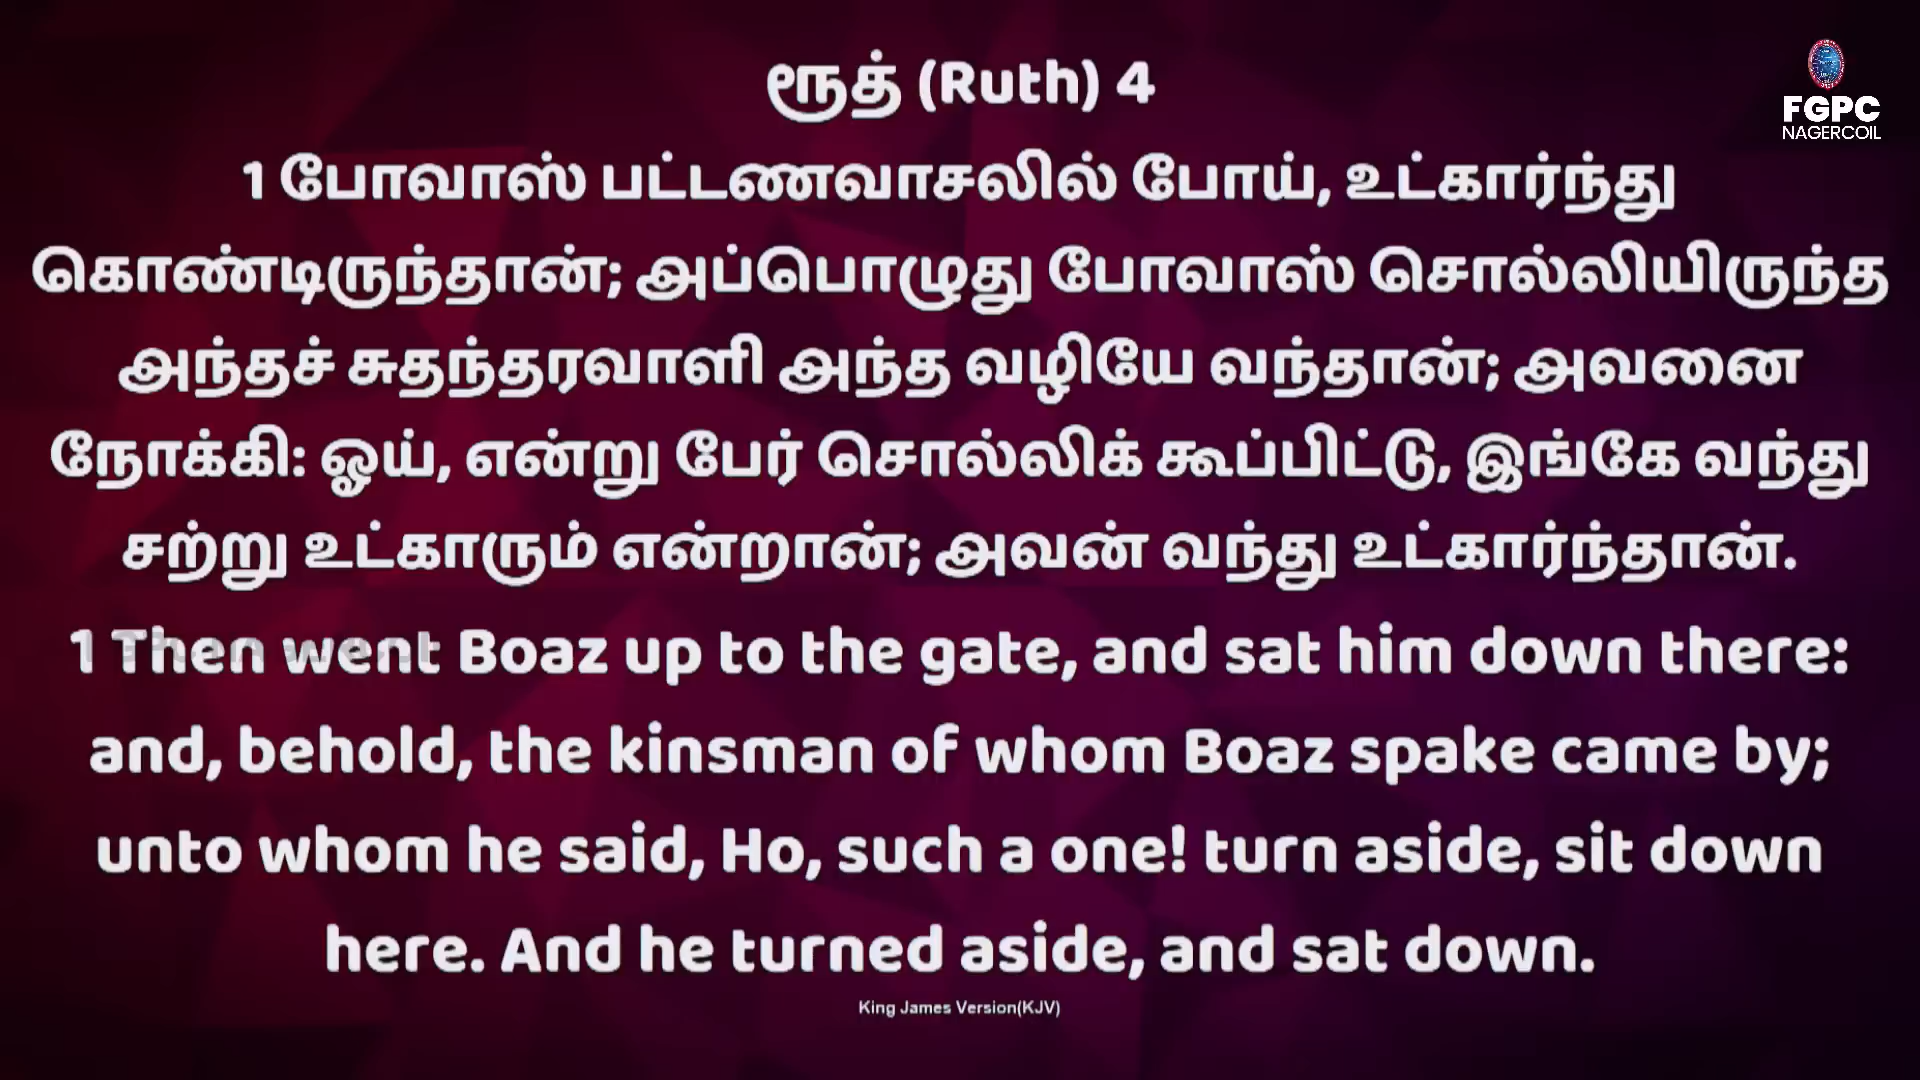 ரூத் (Ruth) 4
FGPC
NAGERCOIL
1 போவாஸ் பட்டணவாசலில் போய், உட்கார்ந்து
கொண்டிருந்தான்; அப்பொழுது போவாஸ் சொல்லியிருந்த
அந்தச் சுதந்தரவாளி அந்த வழியே வந்தான்; அவனை
நோக்கி: ஓய், என்று பேர் சொல்லிக் கூப்பிட்டு, இங்கே வந்து
சற்று உட்காரும் என்றான்; அவன் வந்து உட்கார்ந்தான்.
1 Then went Boaz up to the gate, and sat him down there:
and, behold, the kinsman of whom Boaz spake came by;
unto whom he said, Ho, such a one! turn aside, sit down
here. And he turned aside, and sat down.
King James Version(KJV)